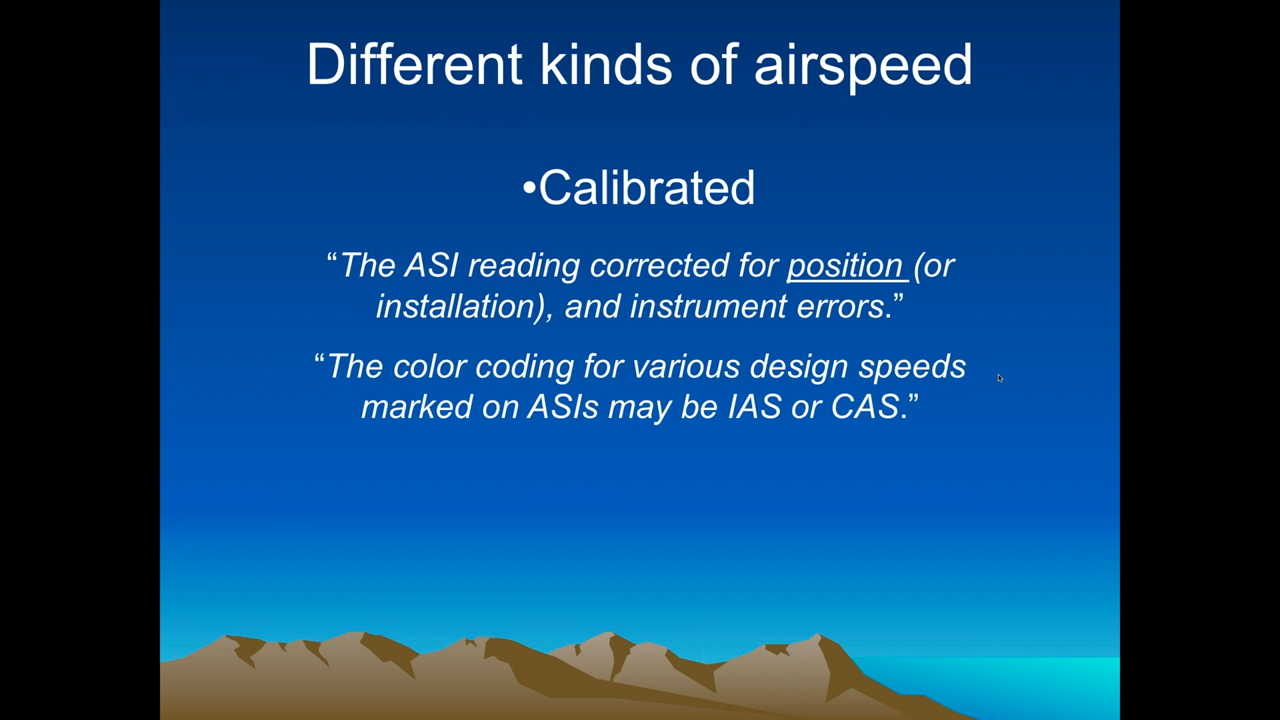 Different kinds of airspeed
•Calibrated
“The ASI reading corrected for position (or
installation), and instrument errors.”
“The color coding for various design speeds
marked on ASIs may be IAS or CAS.”